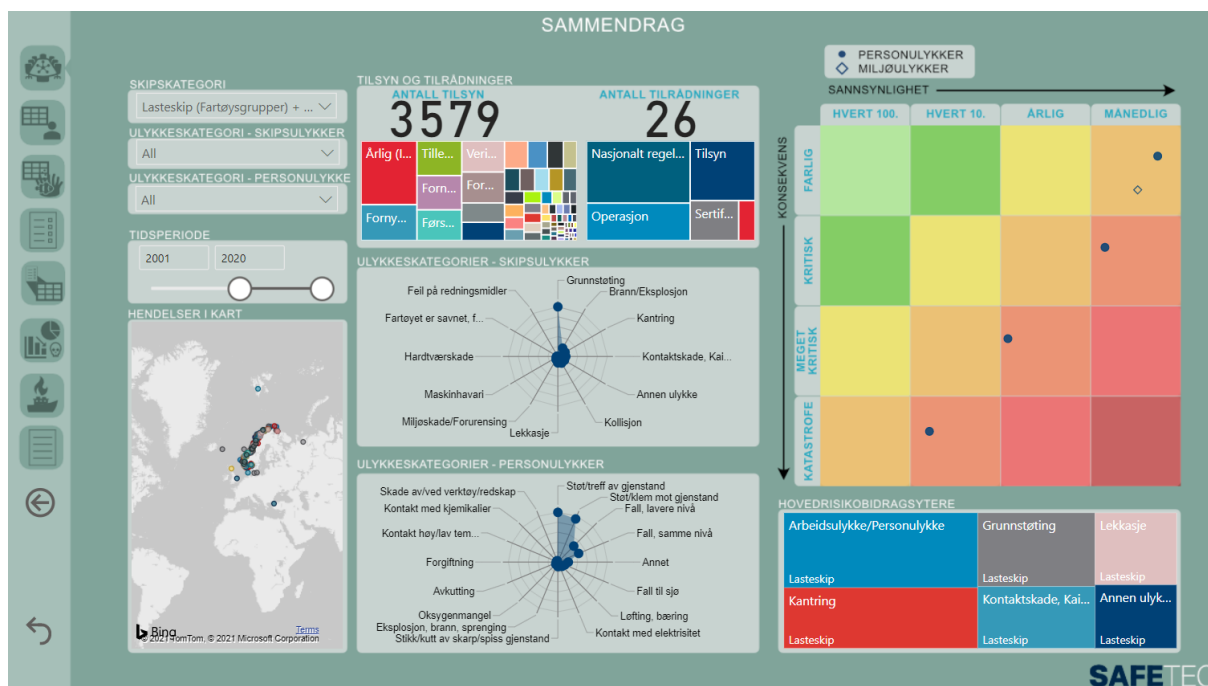 SAMMENDRAG
SKIPSKATEGORI
Lasteskip (Fartøysgrupper) + ...
ULYKKESKATEGORI - SKIPSULYKKER
All
ULYKKESKATEGORI - PERSONULYKKE
All
TIDSPERIODE
2001 2020
HENDELSER I KART
Bing
© 2021 TomTom, © 2021 Microsoft Corporation
Terms
TILSYN OG TILRÅDNINGER
ANTALL TILSYN
3579
Årlig (I...
Tille...
Veri...
Forn...
For...
Forny...
Førs...
ANTALL TILRÅDNINGER
26
Nasjonalt regel...
Tilsyn
Operasjon
Sertif...
ULYKKESKATEGORIER - SKIPSULYKKER
Grunnstøting
Feil på redningsmidler
Brann/Eksplosjon
Fartøyet er savnet, f...
Kantring
Hardtværskade
Kontaktskade, Kai...
Maskinhavari
Annen ulykke
Miljøskade/Forurensing
Kollisjon
Lekkasje
ULYKKESKATEGORIER - PERSONULYKKER
Støt/treff av gjenstand
Skade av/ved verktøy/redskap
Støt/klem mot gjenstand
Kontakt med kjemikalier
Fall, lavere nivå
Kontakt høy/lav tem...
Fall, samme nivå
Forgiftning
Annet
Avkutting
Fall til sjø
Oksygenmangel
Løfting, bæring
Eksplosjon, brann, sprenging
Kontakt med elektrisitet
Stikk/kutt av skarp/spiss gjenstand
PERSONULYKKER
MILJØULYKKER
SANNSYNLIGHET
HVERT 100.
HVERT 10.
ÅRLIG
MÅNEDLIG
KONSEKVENS
FARLIG
KRITISK
MEGET
KRITISK
KATASTROFE
HOVEDRISIKOBIDRAGSYTERE
Arbeidsulykke/Personulykke
Lasteskip
Grunnstøting
Lasteskip
Lekkasje
Lasteskip
Kantring
Lasteskip
Kontaktskade, Kai...
Lasteskip
Annen ulyk...
Lasteskip
SAFETEC